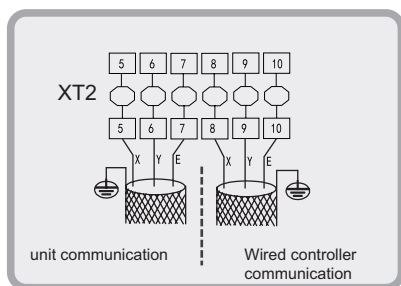 5 6 7 8 9 10
XT2
5 6 7 8 9 10
X Y E X Y E
unit communication
Wired controller
communication